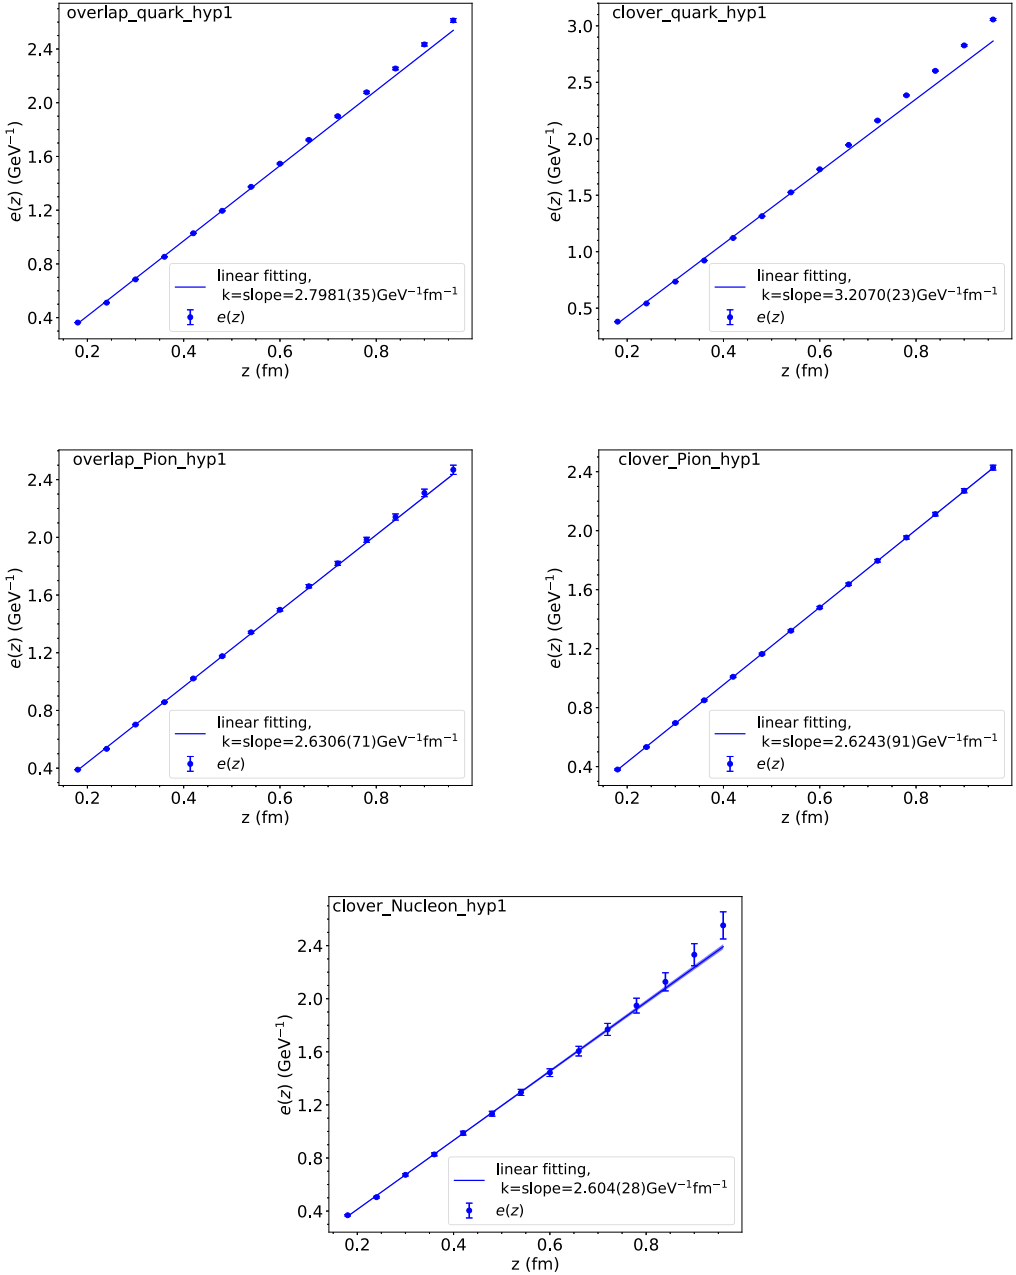 overlap_quark_hyp1
e(z) (GeV⁻¹)
2.4
2.0
1.6
1.2
0.8
0.4
linear fitting,
k=slope=2.7981(35)GeV⁻¹fm⁻¹
e(z)
0.2 0.4 0.6 0.8
z (fm)
clover_quark_hyp1
e(z) (GeV⁻¹)
3.0
2.5
2.0
1.5
1.0
0.5
linear fitting,
k=slope=3.2070(23)GeV⁻¹fm⁻¹
e(z)
0.2 0.4 0.6 0.8
z (fm)
overlap_Pion_hyp1
e(z) (GeV⁻¹)
2.4
2.0
1.6
1.2
0.8
0.4
linear fitting,
k=slope=2.6306(71)GeV⁻¹fm⁻¹
e(z)
0.2 0.4 0.6 0.8
z (fm)
clover_Pion_hyp1
e(z) (GeV⁻¹)
2.4
2.0
1.6
1.2
0.8
0.4
linear fitting,
k=slope=2.6243(91)GeV⁻¹fm⁻¹
e(z)
0.2 0.4 0.6 0.8
z (fm)
clover_Nucleon_hyp1
e(z) (GeV⁻¹)
2.4
2.0
1.6
1.2
0.8
0.4
linear fitting,
k=slope=2.604(28)GeV⁻¹fm⁻¹
e(z)
0.2 0.4 0.6 0.8
z (fm)